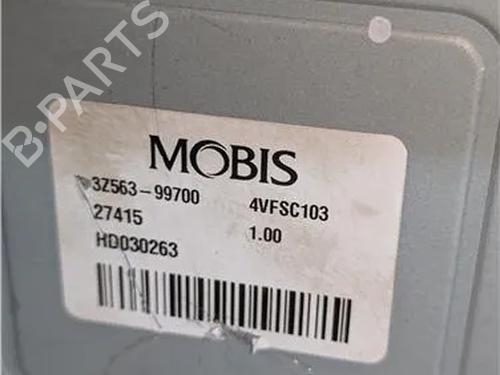 B-PARTS
MOBIS
3Z563-99700 4VFSC103
27415 1.00
HD030263